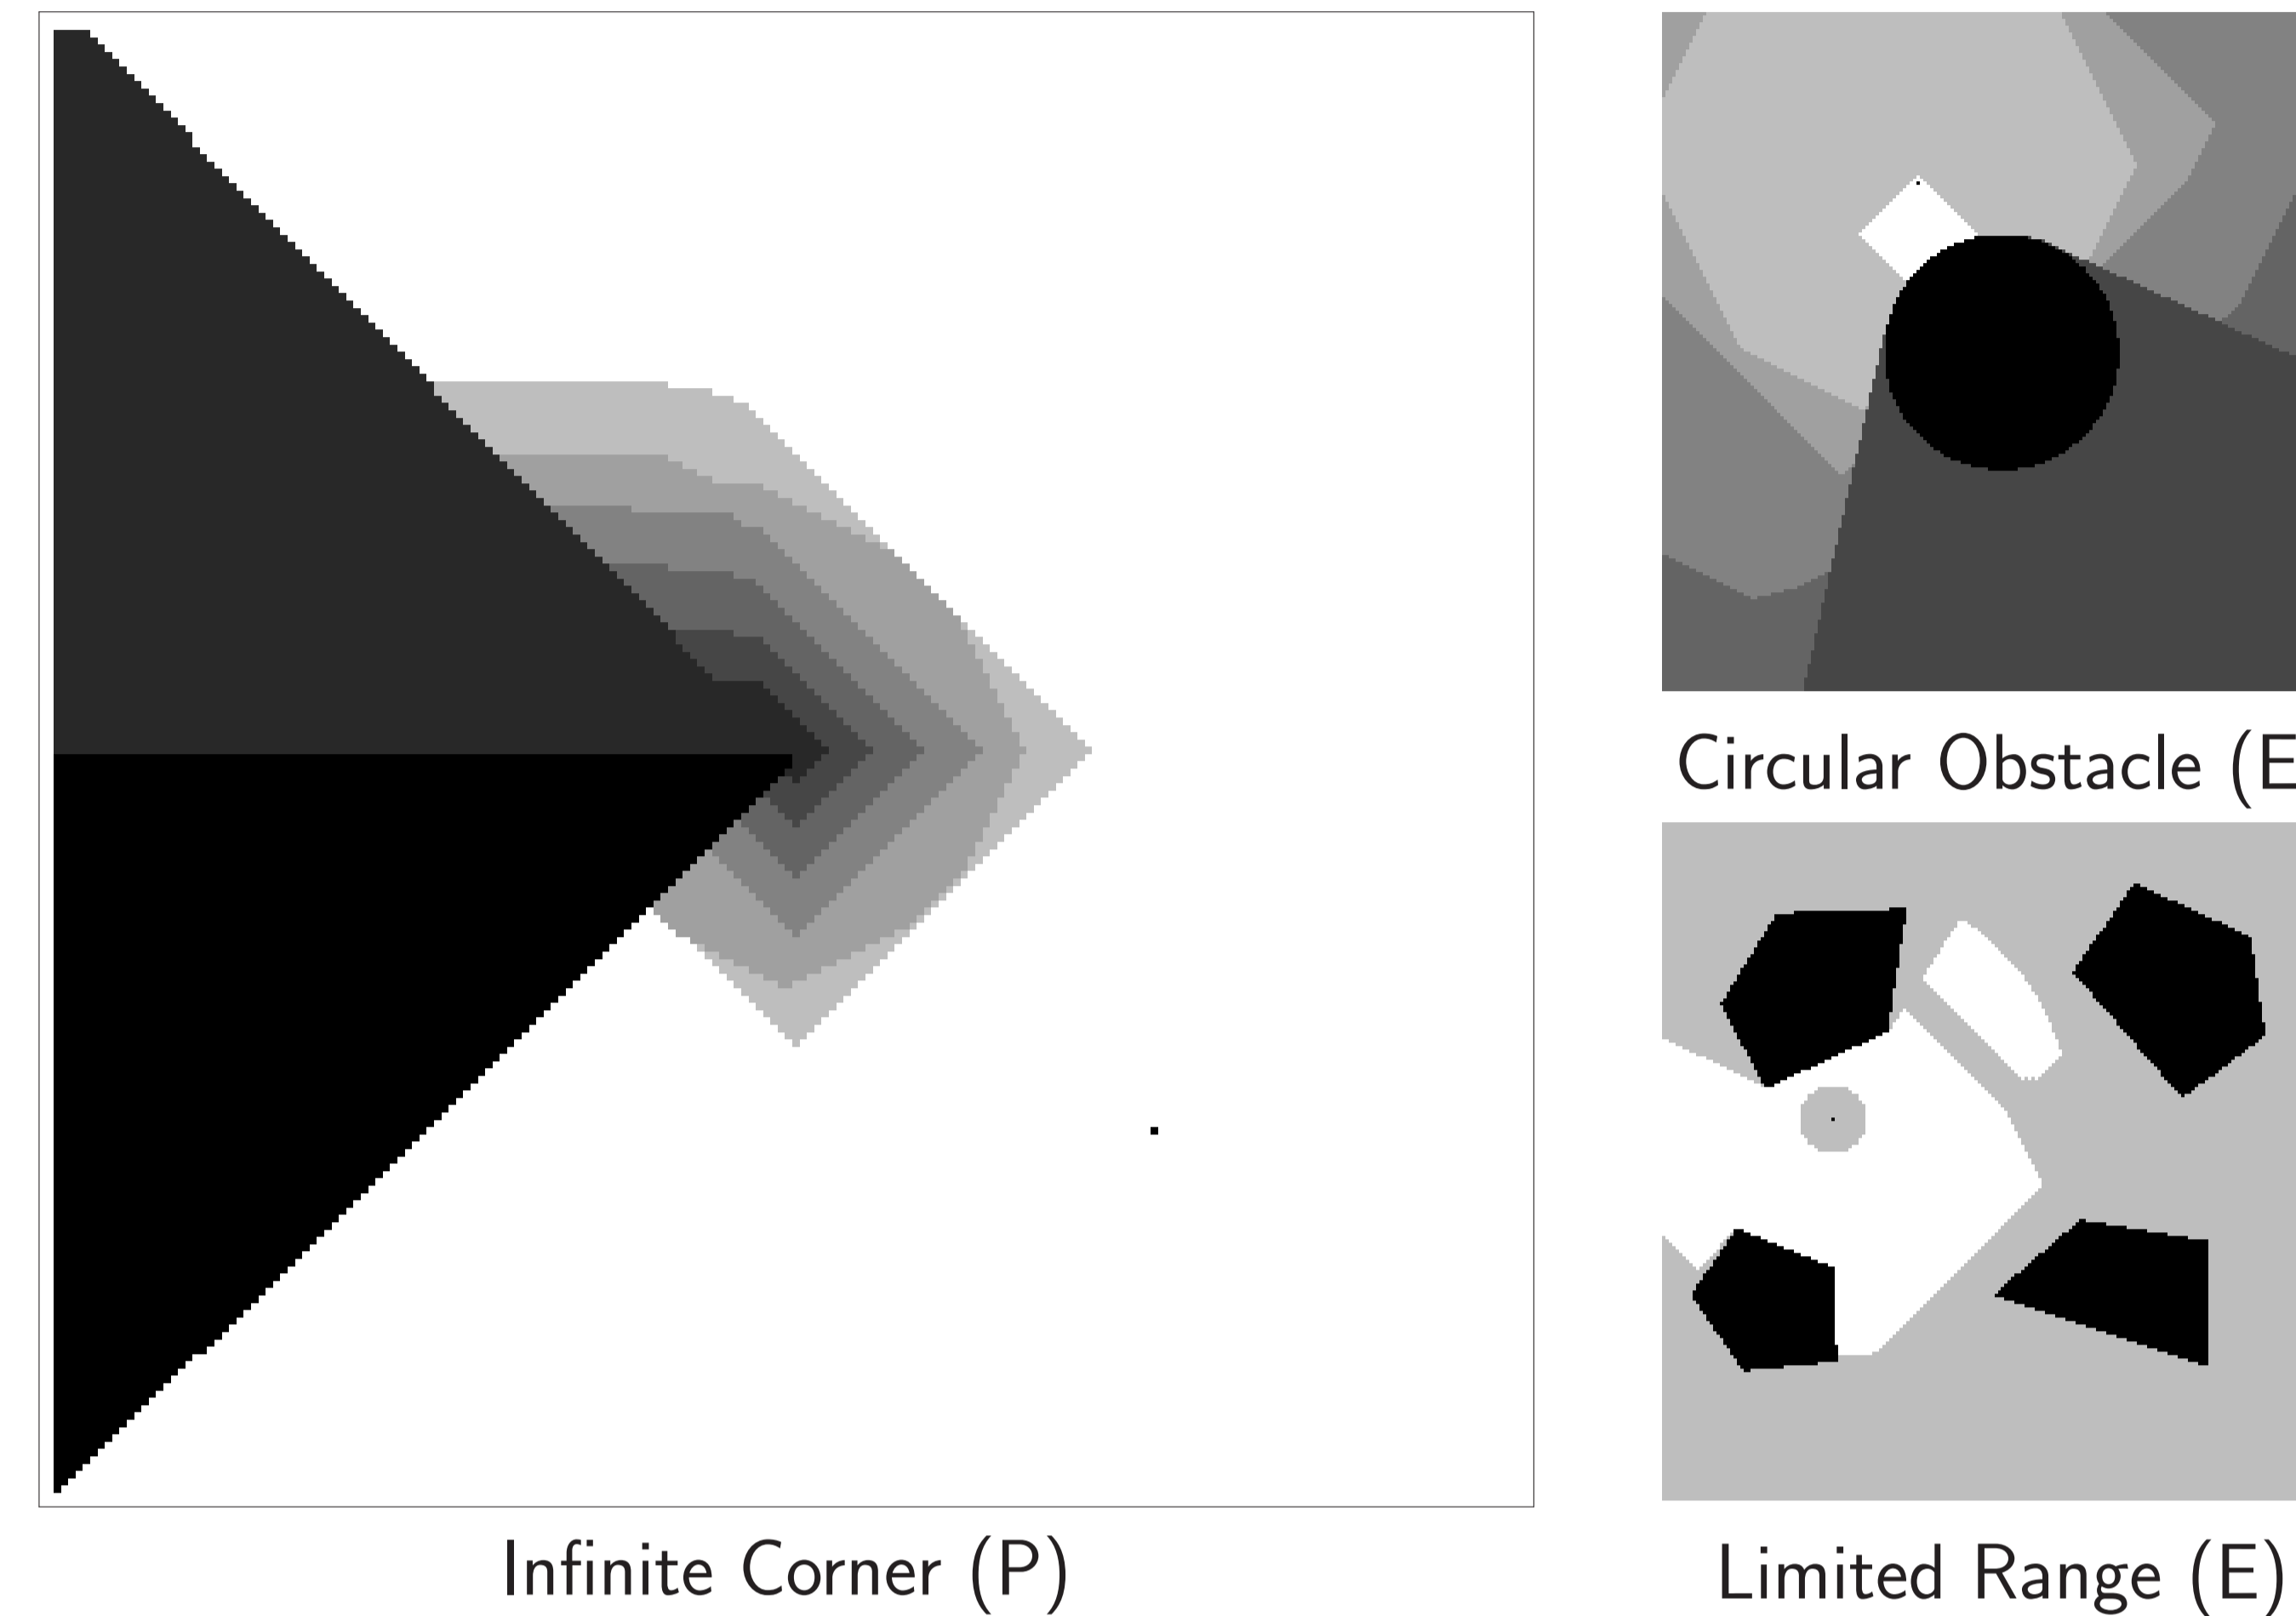 Infinite Corner (P)
Circular Obstacle (E
Limited Range (E)